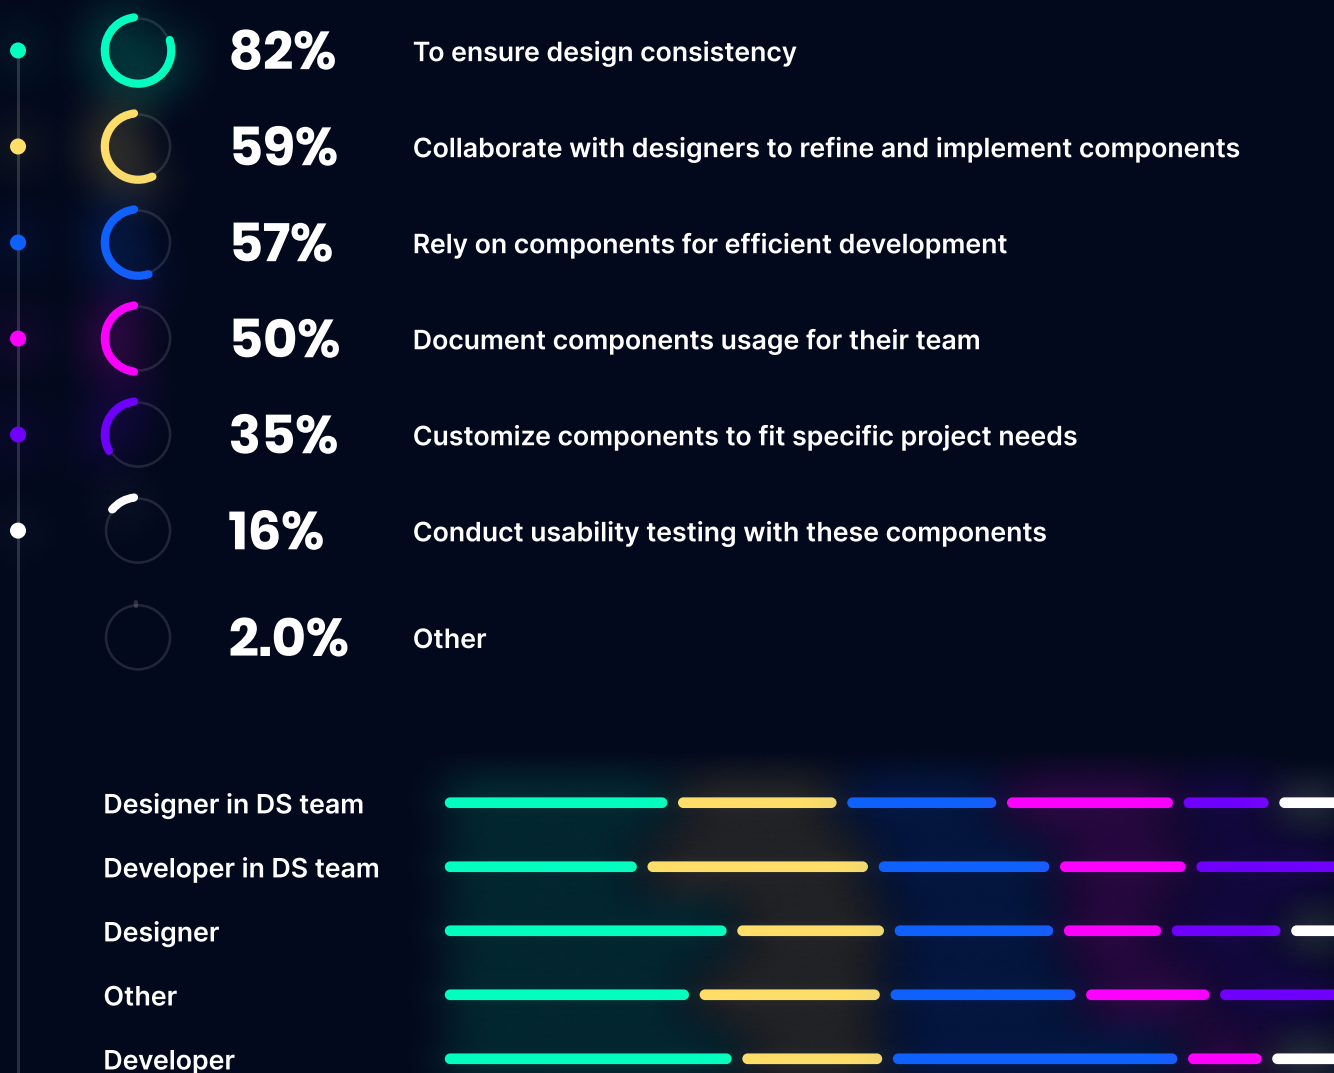 82% To ensure design consistency
59% Collaborate with designers to refine and implement components
57% Rely on components for efficient development
50% Document components usage for their team
35% Customize components to fit specific project needs
16% Conduct usability testing with these components
2.0% Other
Designer in DS team
Developer in DS team
Designer
Other
Developer